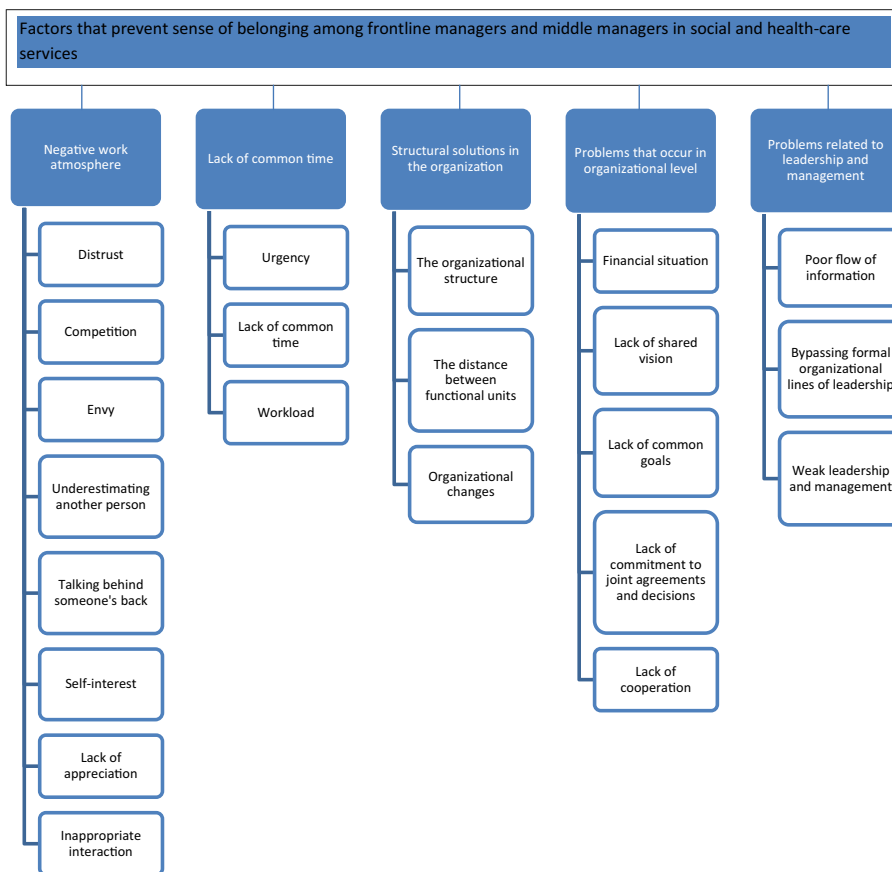 Factors that prevent sense of belonging among frontline managers and middle managers in social and health-care
services
Negative work
atmosphere
Distrust
Competition
Envy
Underestimating
another person
Talking behind
someone's back
Self-interest
Lack of
appreciation
Inappropriate
interaction
Lack of common time
Urgency
Lack of common
time
Workload
Structural solutions in
the organization
The organizational
structure
The distance
between
functional units
Organizational
changes
Problems that occur in
organizational level
Financial situation
Lack of shared
vision
Lack of common
goals
Lack of
commitment to
joint agreements
and decisions
Lack of
cooperation
Problems related to
leadership and
management
Poor flow of
information
Bypassing formal
organizational
lines of leadership
Weak leadership
and management